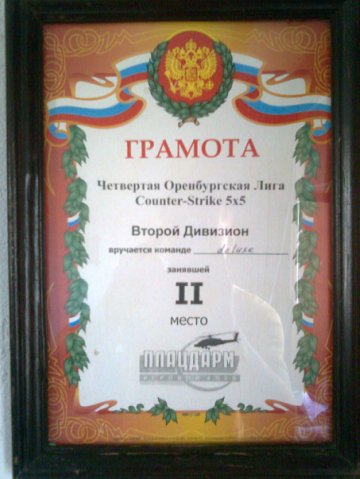 ГРАМОТА
Четвертая Оренбургская Лига
Counter-Strike 5x5
Второй Дивизион
вручается команде deluxe
занявшей
II
место
ПЛАЦДАРМ